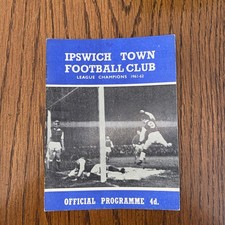 IPSWICH TOWN
FOOTBALL CLUB
LEAGUE CHAMPIONS 1961-62
OFFICIAL PROGRAMME 4d.